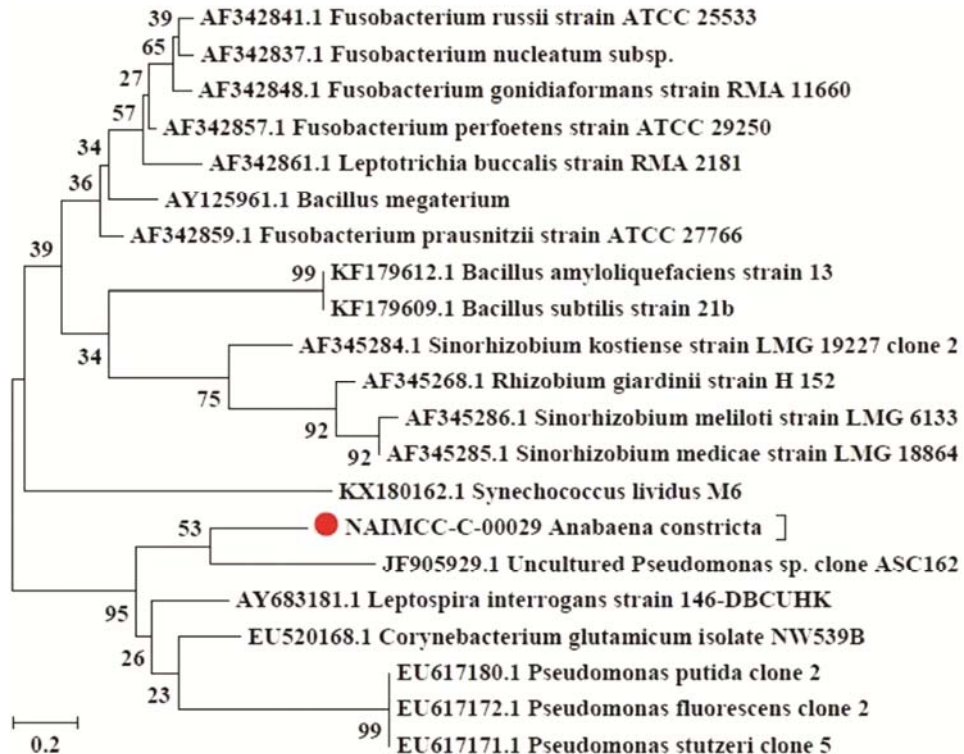 39
AF342841.1 Fusobacterium russii strain ATCC 25533
65
AF342837.1 Fusobacterium nucleatum subsp.
27
AF342848.1 Fusobacterium gonidiaformans strain RMA 11660
57
AF342857.1 Fusobacterium perfoetens strain ATCC 29250
34
AF342861.1 Leptotrichia buccalis strain RMA 2181
36
AY125961.1 Bacillus megaterium
AF342859.1 Fusobacterium prausnitzii strain ATCC 27766
39
99
KF179612.1 Bacillus amyloliquefaciens strain 13
KF179609.1 Bacillus subtilis strain 21b
34
AF345284.1 Sinorhizobium kostiense strain LMG 19227 clone 2
75
AF345268.1 Rhizobium giardinii strain H 152
92
AF345286.1 Sinorhizobium meliloti strain LMG 6133
92
AF345285.1 Sinorhizobium medicae strain LMG 18864
KX180162.1 Synechococcus lividus M6
53
NAIMCC-C-00029 Anabaena constricta
JF905929.1 Uncultured Pseudomonas sp. clone ASC162
95
AY683181.1 Leptospira interrogans strain 146-DBCUHK
26
EU520168.1 Corynebacterium glutamicum isolate NW539B
23
EU617180.1 Pseudomonas putida clone 2
EU617172.1 Pseudomonas fluorescens clone 2
99
EU617171.1 Pseudomonas stutzeri clone 5
0.2